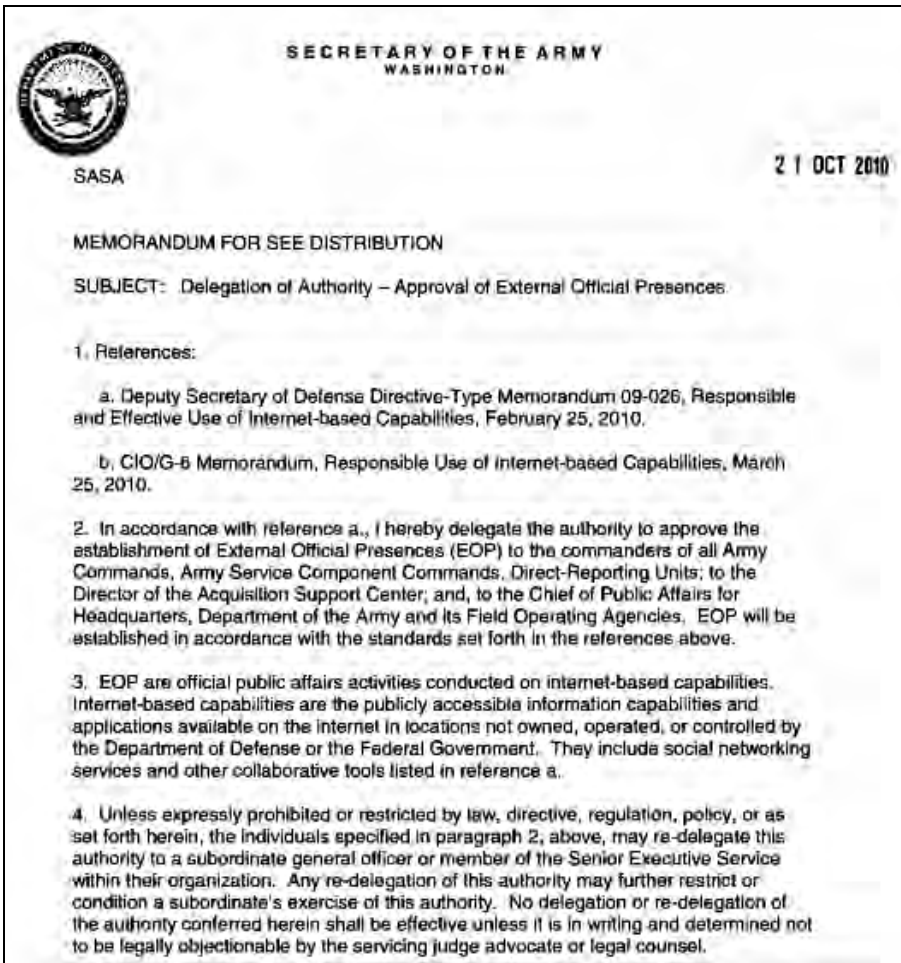 SECRETARY OF THE ARMY
WASHINGTON
2 1 OCT 2010
SASA
MEMORANDUM FOR SEE DISTRIBUTION
SUBJECT: Delegation of Authority – Approval of External Official Presences
1. References:
a. Deputy Secretary of Defense Directive-Type Memorandum 09-026, Responsible
and Effective Use of Internet-based Capabilities, February 25, 2010.
b. CIO/G-6 Memorandum, Responsible Use of Internet-based Capabilities, March
25, 2010.
2. In accordance with reference a., I hereby delegate the authority to approve the
establishment of External Official Presences (EOP) to the commanders of all Army
Commands, Army Service Component Commands, Direct-Reporting Units; to the
Director of the Acquisition Support Center; and, to the Chief of Public Affairs for
Headquarters, Department of the Army and its Field Operating Agencies. EOP will be
established in accordance with the standards set forth in the references above.
3. EOP are official public affairs activities conducted on internet-based capabilities.
Internet-based capabilities are the publicly accessible information capabilities and
applications available on the internet in locations not owned, operated, or controlled by
the Department of Defense or the Federal Government. They include social networking
services and other collaborative tools listed in reference a.
4. Unless expressly prohibited or restricted by law, directive, regulation, policy, or as
set forth herein, the individuals specified in paragraph 2, above, may re-delegate this
authority to a subordinate general officer or member of the Senior Executive Service
within their organization. Any re-delegation of this authority may further restrict or
condition a subordinate's exercise of this authority. No delegation or re-delegation of
the authority conferred herein shall be effective unless it is in writing and determined not
to be legally objectionable by the servicing judge advocate or legal counsel.